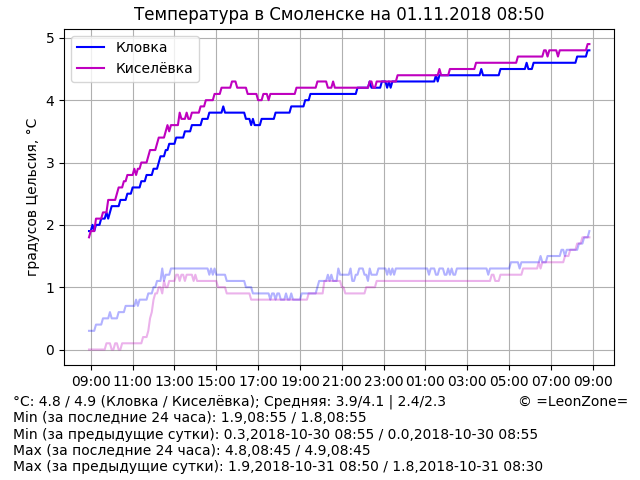 Температура в Смоленске на 01.11.2018 08:50
градусов Цельсия, °С
5
4
3
2
1
0
Кловка
Киселёвка
09:00 11:00 13:00 15:00 17:00 19:00 21:00 23:00 01:00 03:00 05:00 07:00 09:00
°C: 4.8 / 4.9 (Кловка / Киселёвка); Средняя: 3.9/4.1 | 2.4/2.3 © =LeonZone=
Min (за последние 24 часа): 1.9,08:55 / 1.8,08:55
Min (за предыдущие сутки): 0.3,2018-10-30 08:55 / 0.0,2018-10-30 08:55
Max (за последние 24 часа): 4.8,08:45 / 4.9,08:45
Max (за предыдущие сутки): 1.9,2018-10-31 08:50 / 1.8,2018-10-31 08:30